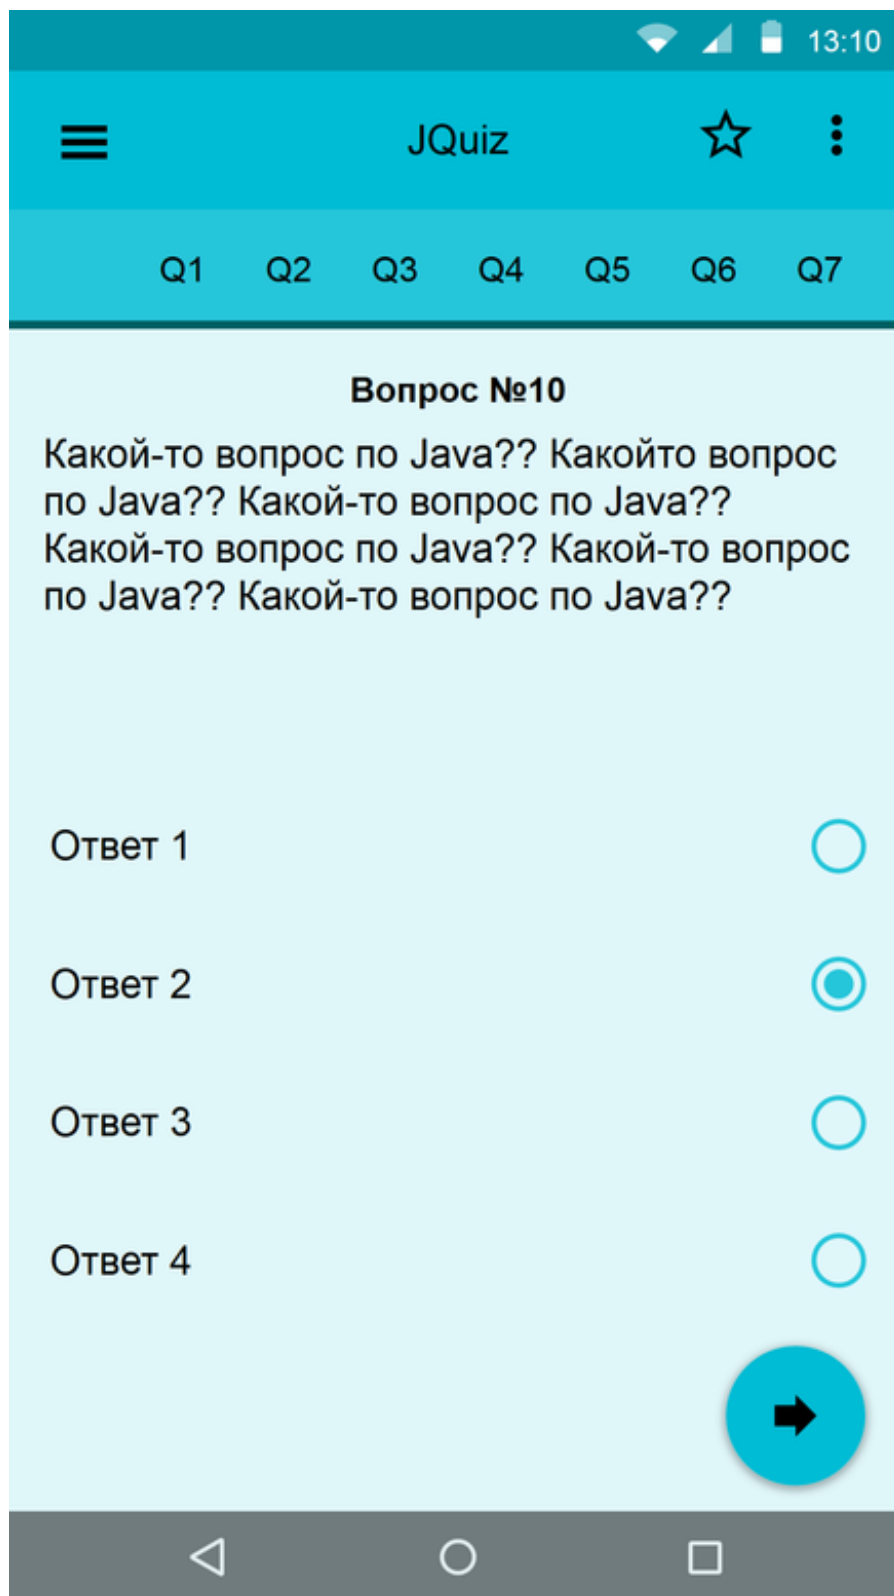 13:10
JQuiz
Q1 Q2 Q3 Q4 Q5 Q6 Q7
Вопрос №10
Какой-то вопрос по Java?? Какойто вопрос
по Java?? Какой-то вопрос по Java??
Какой-то вопрос по Java?? Какой-то вопрос
по Java?? Какой-то вопрос по Java??
Ответ 1
Ответ 2
Ответ 3
Ответ 4